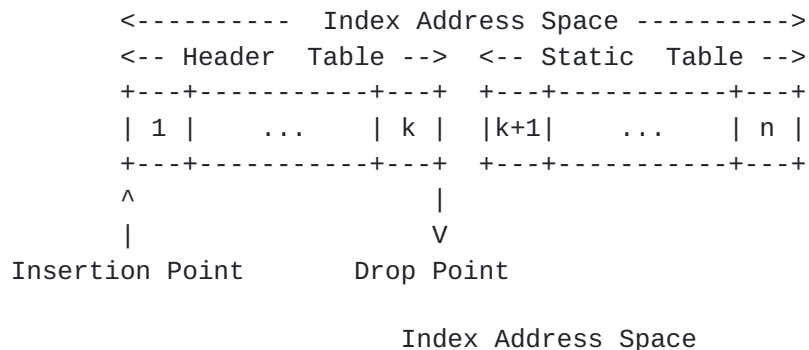 <----------  Index Address Space ---------->
<-- Header  Table -->  <-- Static  Table -->
+---+-----------+---+  +---+-----------+---+
| 1 |    ...    | k |  |k+1|    ...    | n |
+---+-----------+---+  +---+-----------+---+
^                   |
|                   V
Insertion Point       Drop Point
Index Address Space